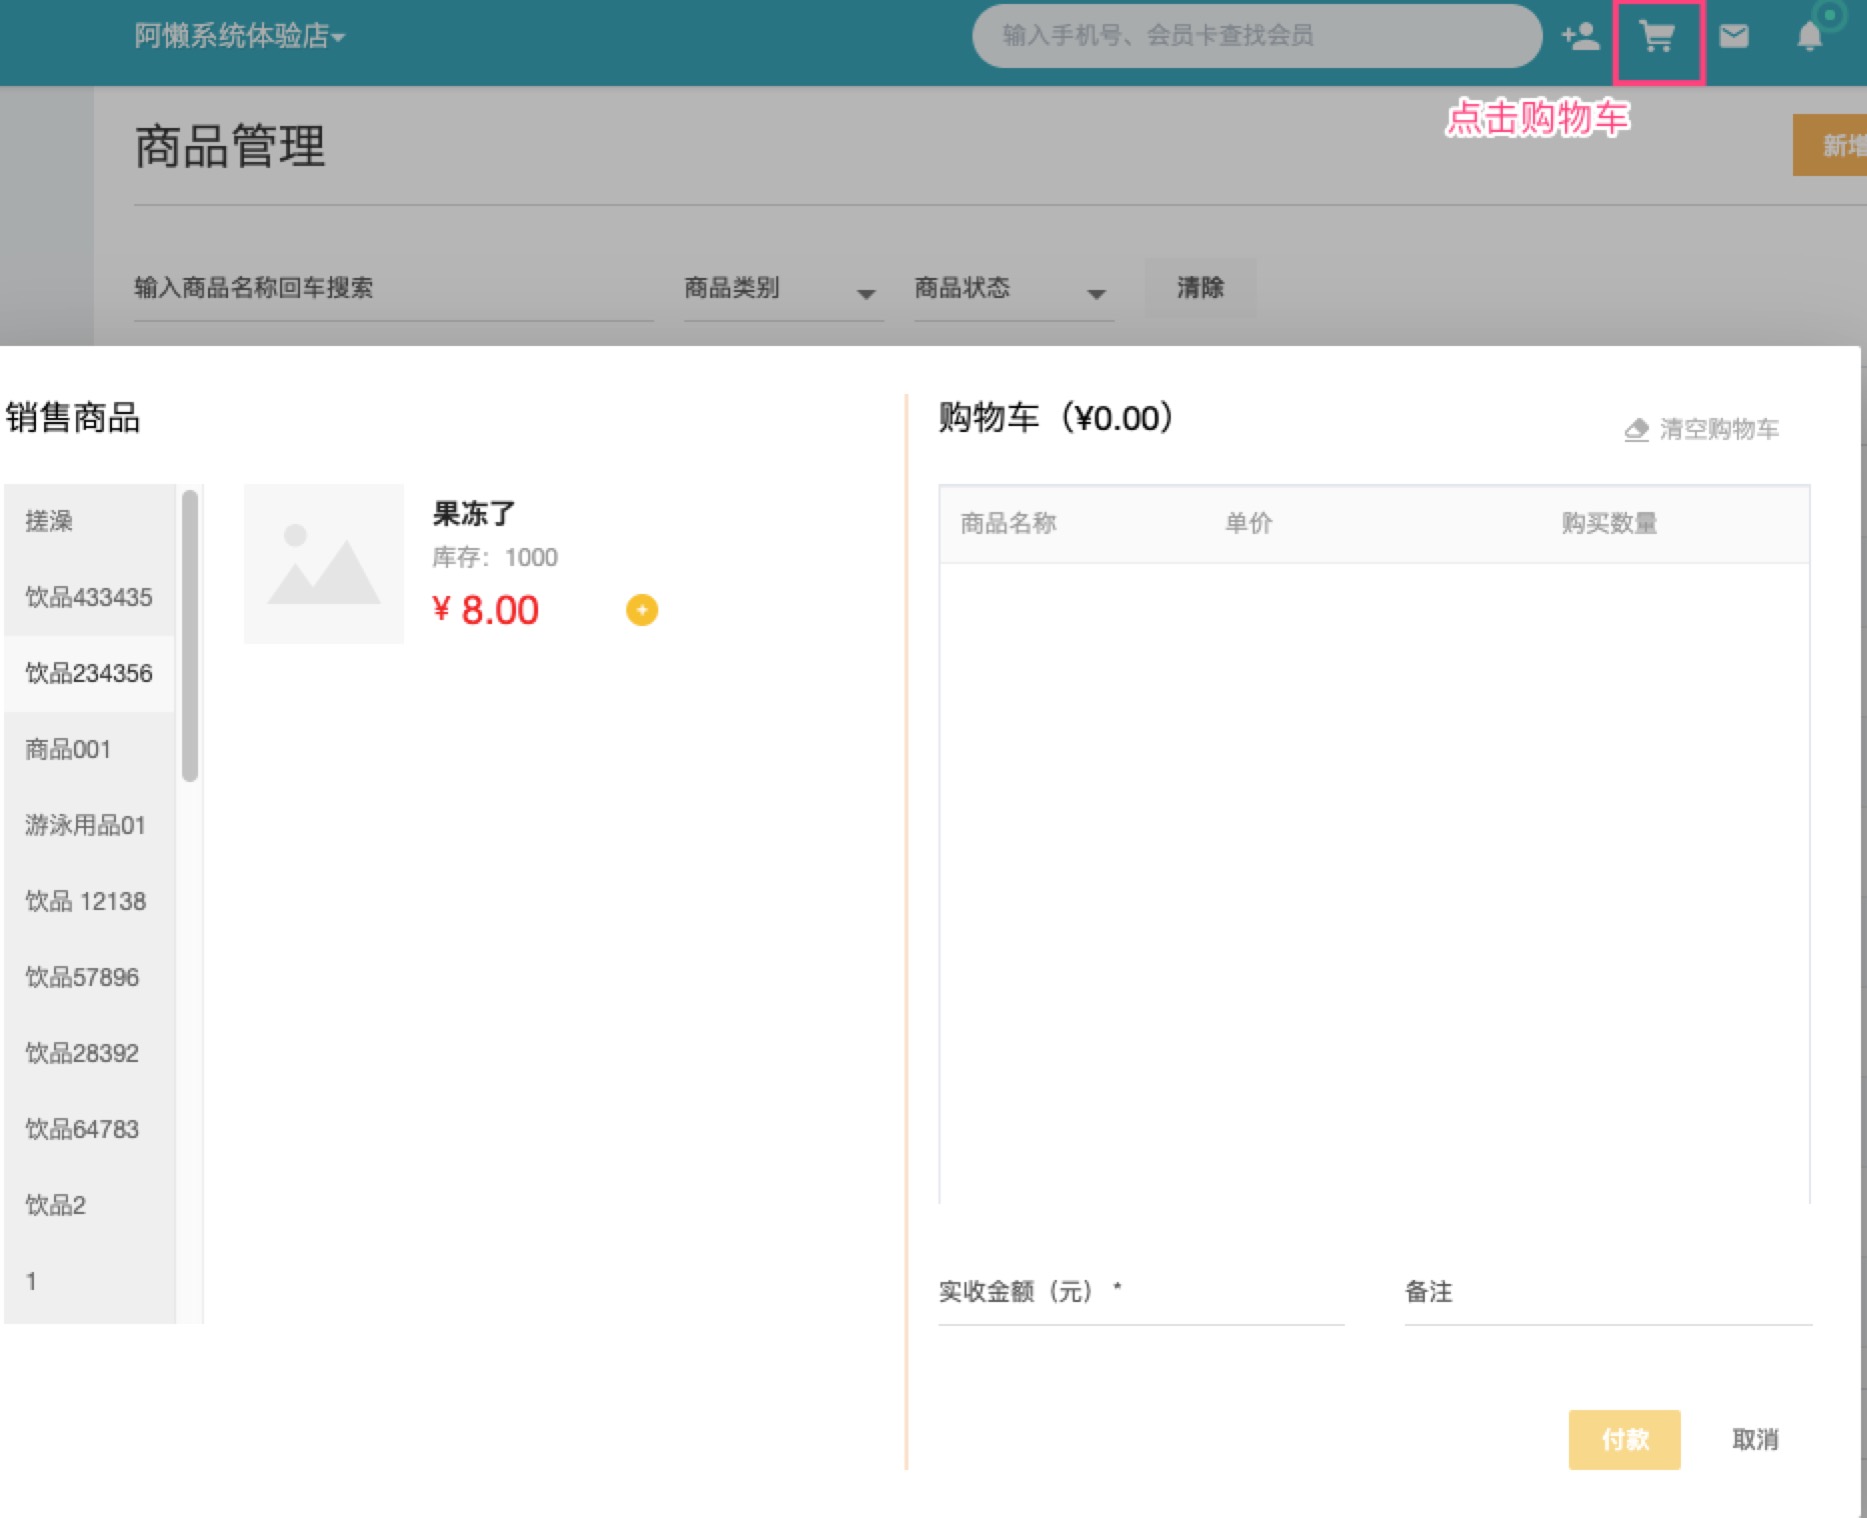 阿懒系统体验店
输入手机号、会员卡查找会员
点击购物车
商品管理
新增
输入商品名称回车搜索
商品类别
商品状态
清除
销售商品
搓澡
饮品433435
饮品234356
商品001
游泳用品01
饮品 12138
饮品57896
饮品28392
饮品64783
饮品2
1
果冻了
库存：1000
¥ 8.00
购物车（¥0.00）
清空购物车
商品名称 单价 购买数量
实收金额（元） *
备注
付款
取消